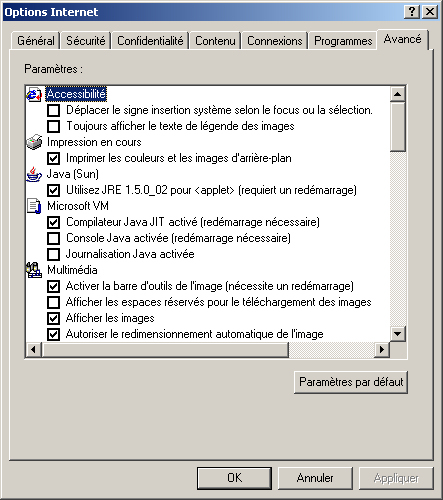 Options Internet
Général Sécurité Confidentialité Contenu Connexions Programmes Avancé
Paramètres :
Accessibilité
Déplacer le signe insertion système selon le focus ou la sélection.
Toujours afficher le texte de légende des images
Impression en cours
Imprimer les couleurs et les images d'arrière-plan
Java (Sun)
Utilisez JRE 1.5.0_02 pour <applet> (requiert un redémarrage)
Microsoft VM
Compilateur Java JIT activé (redémarrage nécessaire)
Console Java activée (redémarrage nécessaire)
Journalisation Java activée
Multimédia
Activer la barre d'outils de l'image (nécessite un redémarrage)
Afficher les espaces réservés pour le téléchargement des images
Afficher les images
Autoriser le redimensionnement automatique de l'image
Paramètres par défaut
OK Annuler Appliquer